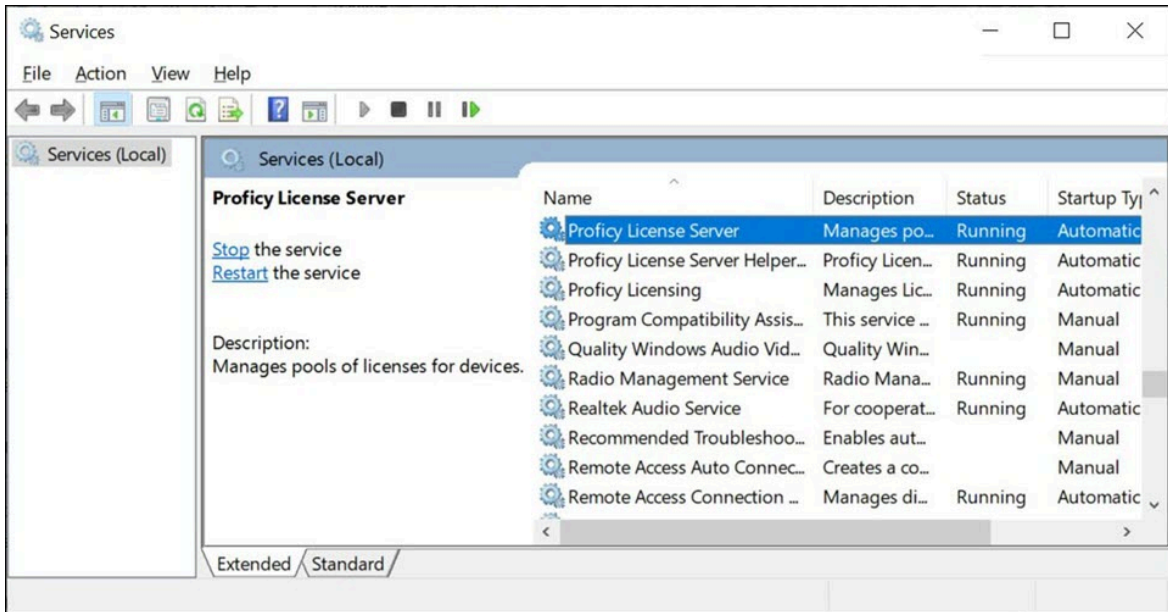 Services
File Action View Help
Services (Local)
Services (Local)
Proficy License Server
Stop the service
Restart the service
Description:
Manages pools of licenses for devices.
Name Description Status Startup Typ
Proficy License Server Manages po... Running Automatic
Proficy License Server Helper... Proficy Licen... Running Automatic
Proficy Licensing Manages Lic... Running Automatic
Program Compatibility Assis... This service ... Running Manual
Quality Windows Audio Vid... Quality Win... Manual
Radio Management Service Radio Mana... Running Manual
Realtek Audio Service For cooperat... Running Automatic
Recommended Troubleshoo... Enables aut... Manual
Remote Access Auto Connec... Creates a co... Manual
Remote Access Connection ... Manages di... Running Automatic
Extended Standard